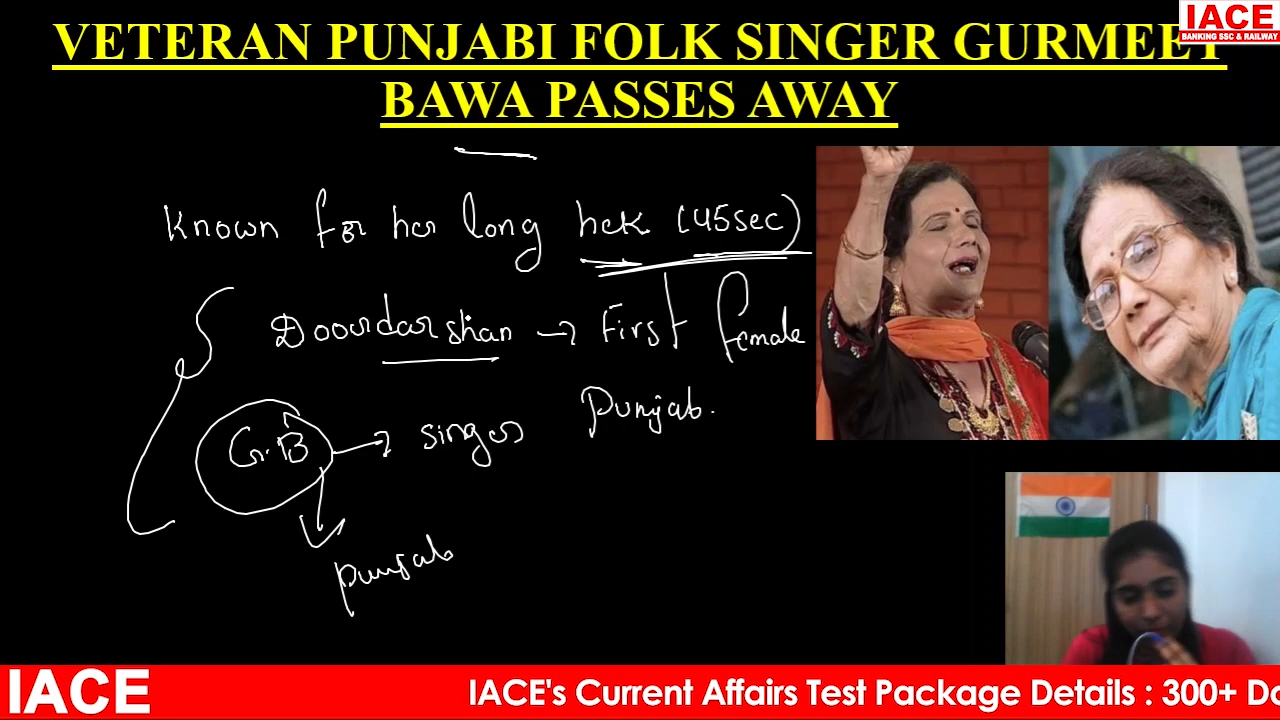 VETERAN PUNJABI FOLK SINGER GURMEET
BAWA PASSES AWAY
IACE
BANKING SSC & RAILWAY
Known for her long hek (45sec)
Doordarshan → First female
G.B → singer Punjab.
Punjab
IACE
IACE's Current Affairs Test Package Details : 300+ Da